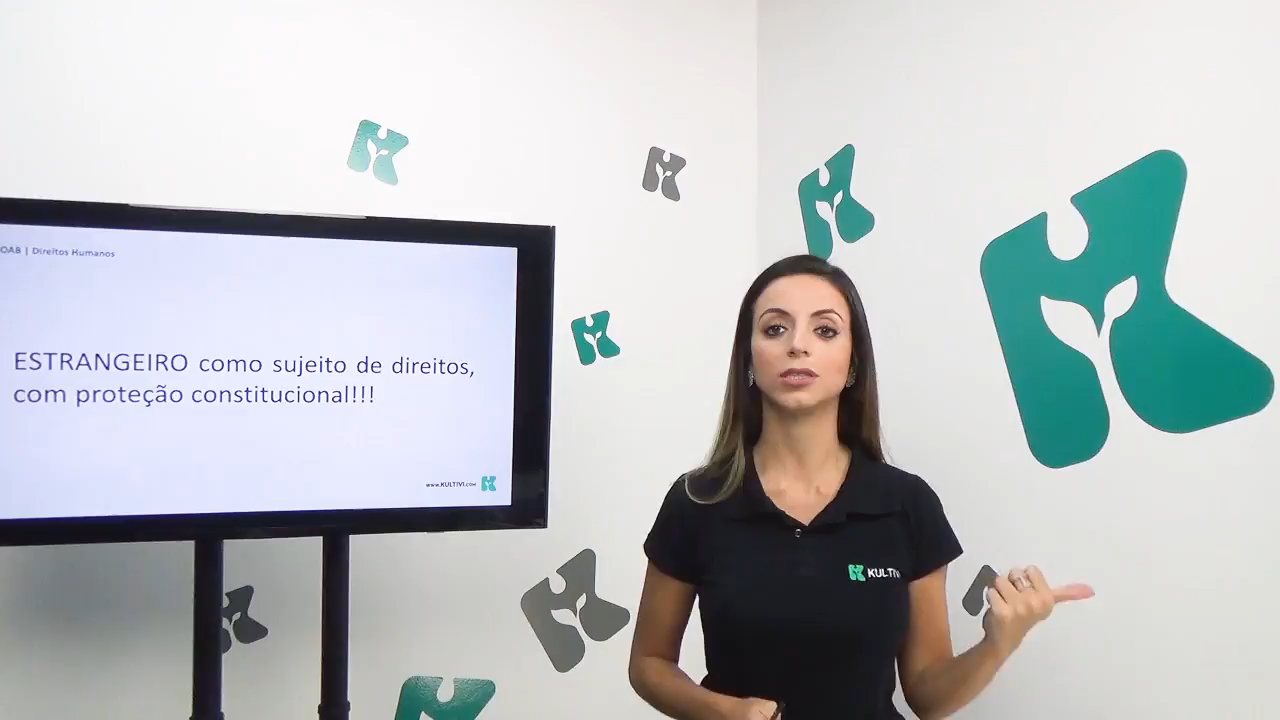 OAB | Direitos Humanos
ESTRANGEIRO como sujeito de direitos,
com proteção constitucional!!!
www.KULTIVI.com
KULTIVI